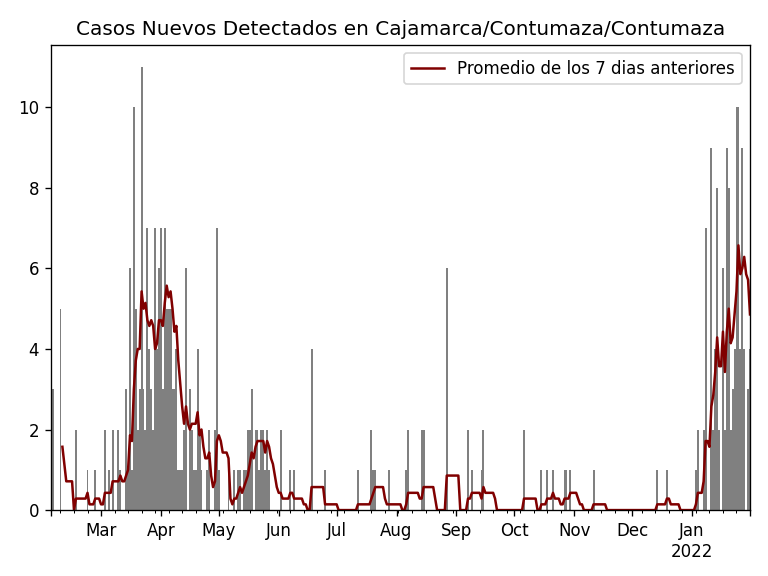 Casos Nuevos Detectados en Cajamarca/Contumaza/Contumaza
Promedio de los 7 dias anteriores
10
8
6
4
2
0
Mar Apr May Jun Jul Aug Sep Oct Nov Dec Jan
2022